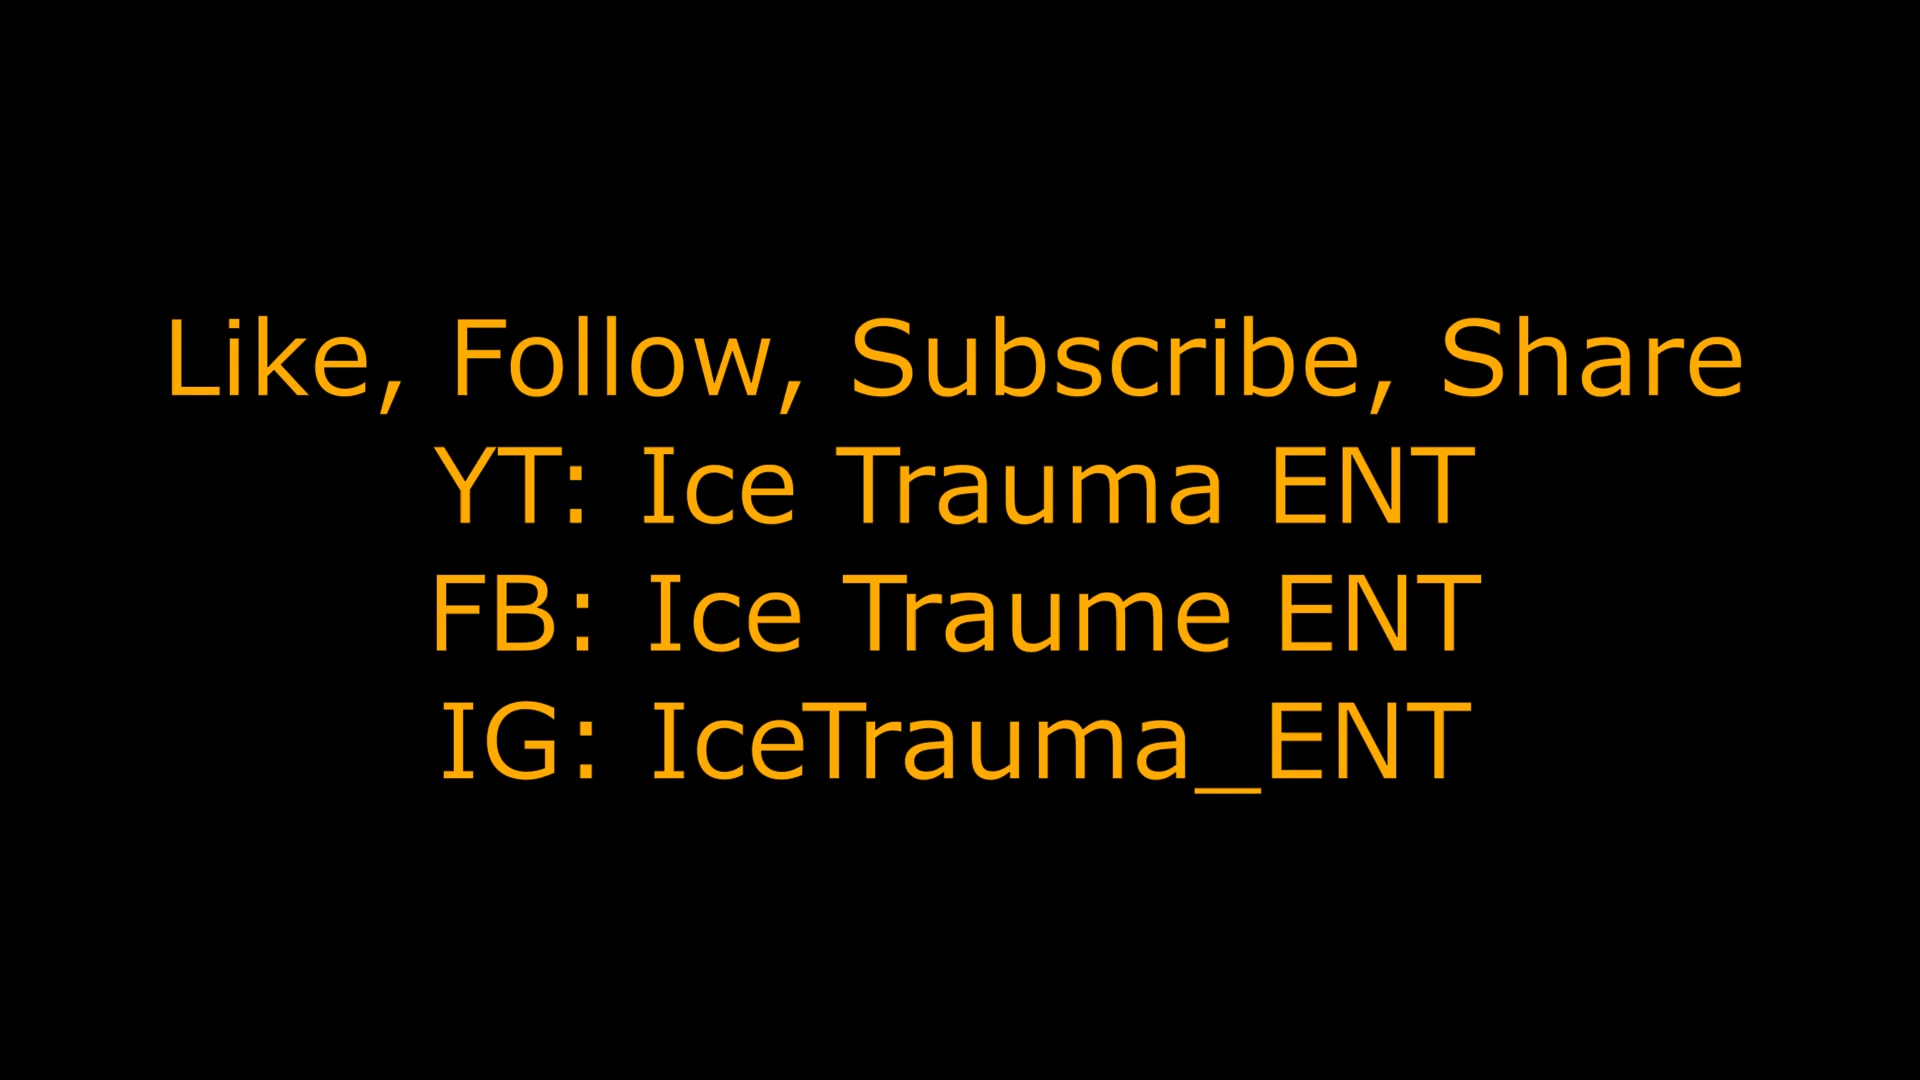 Like, Follow, Subscribe, Share
YT: Ice Trauma ENT
FB: Ice Traume ENT
IG: IceTrauma_ENT